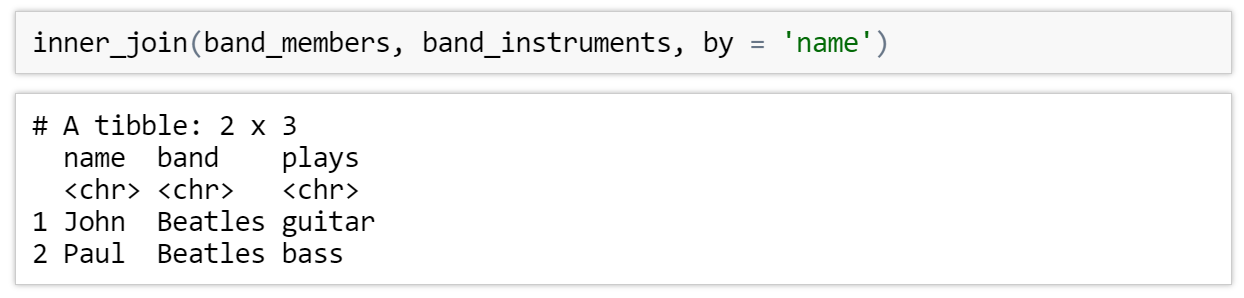 inner_join(band_members, band_instruments, by = 'name')
# A tibble: 2 x 3
  name  band    plays
  <chr> <chr>   <chr>
1 John  Beatles guitar
2 Paul  Beatles bass